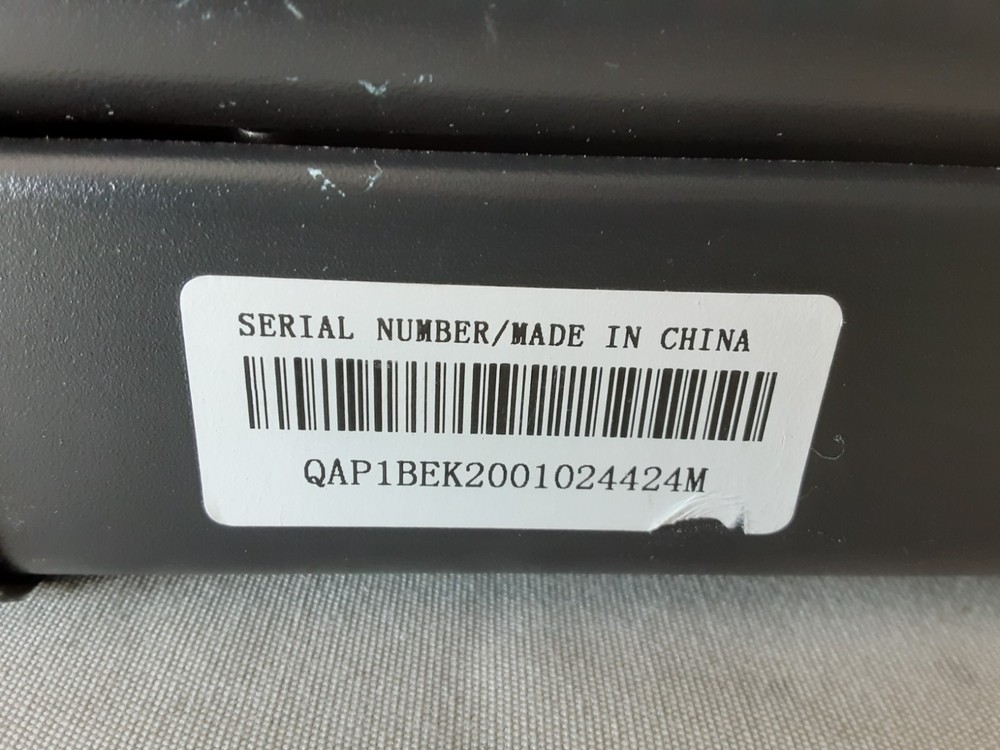 SERIAL NUMBER/MADE IN CHINA
QAP1BEK2001024424M